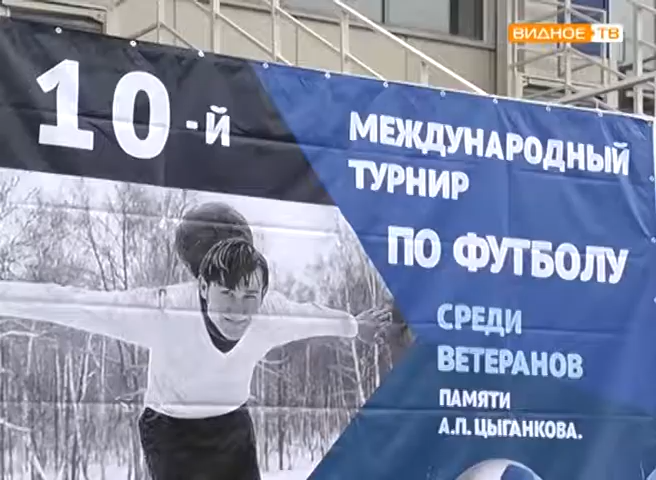 ВИДНОЕ ТВ
10-й
МЕЖДУНАРОДНЫЙ
ТУРНИР
ПО ФУТБОЛУ
СРЕДИ
ВЕТЕРАНОВ
ПАМЯТИ
А.П. ЦЫГАНКОВА.